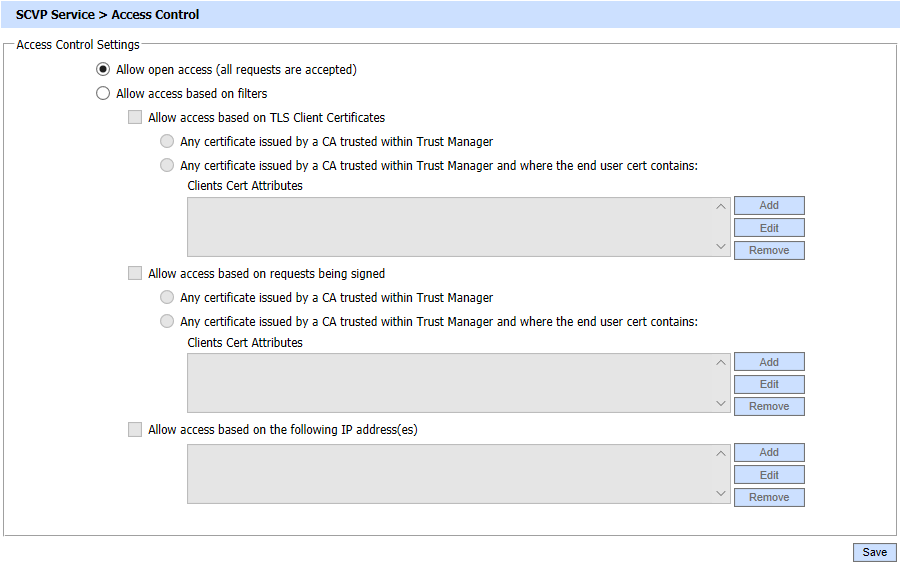 SCVP Service > Access Control
Access Control Settings
Allow open access (all requests are accepted)
Allow access based on filters
Allow access based on TLS Client Certificates
Any certificate issued by a CA trusted within Trust Manager
Any certificate issued by a CA trusted within Trust Manager and where the end user cert contains:
Clients Cert Attributes
Add
Edit
Remove
Allow access based on requests being signed
Any certificate issued by a CA trusted within Trust Manager
Any certificate issued by a CA trusted within Trust Manager and where the end user cert contains:
Clients Cert Attributes
Add
Edit
Remove
Allow access based on the following IP address(es)
Add
Edit
Remove
Save